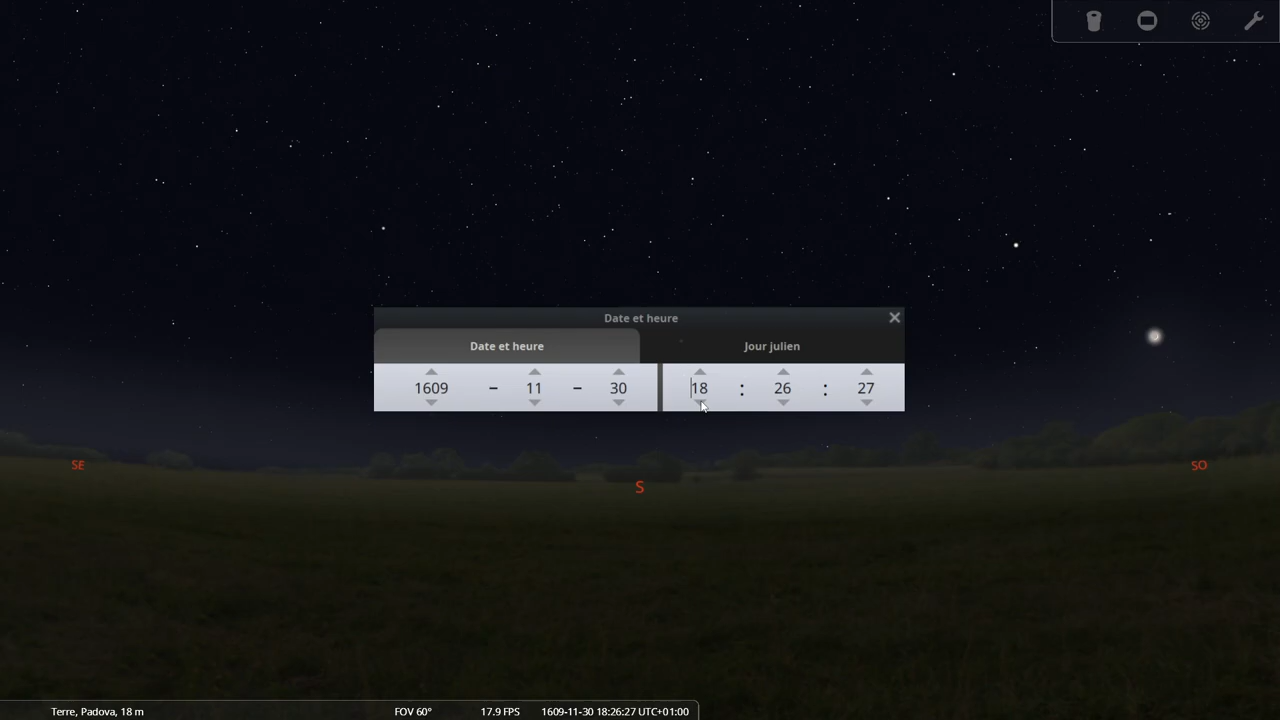 Date et heure
Date et heure Jour julien
1609 - 11 - 30 18 : 26 : 27
SE S SO
Terre, Padova, 18 m FOV 60° 17.9 FPS 1609-11-30 18:26:27 UTC+01:00